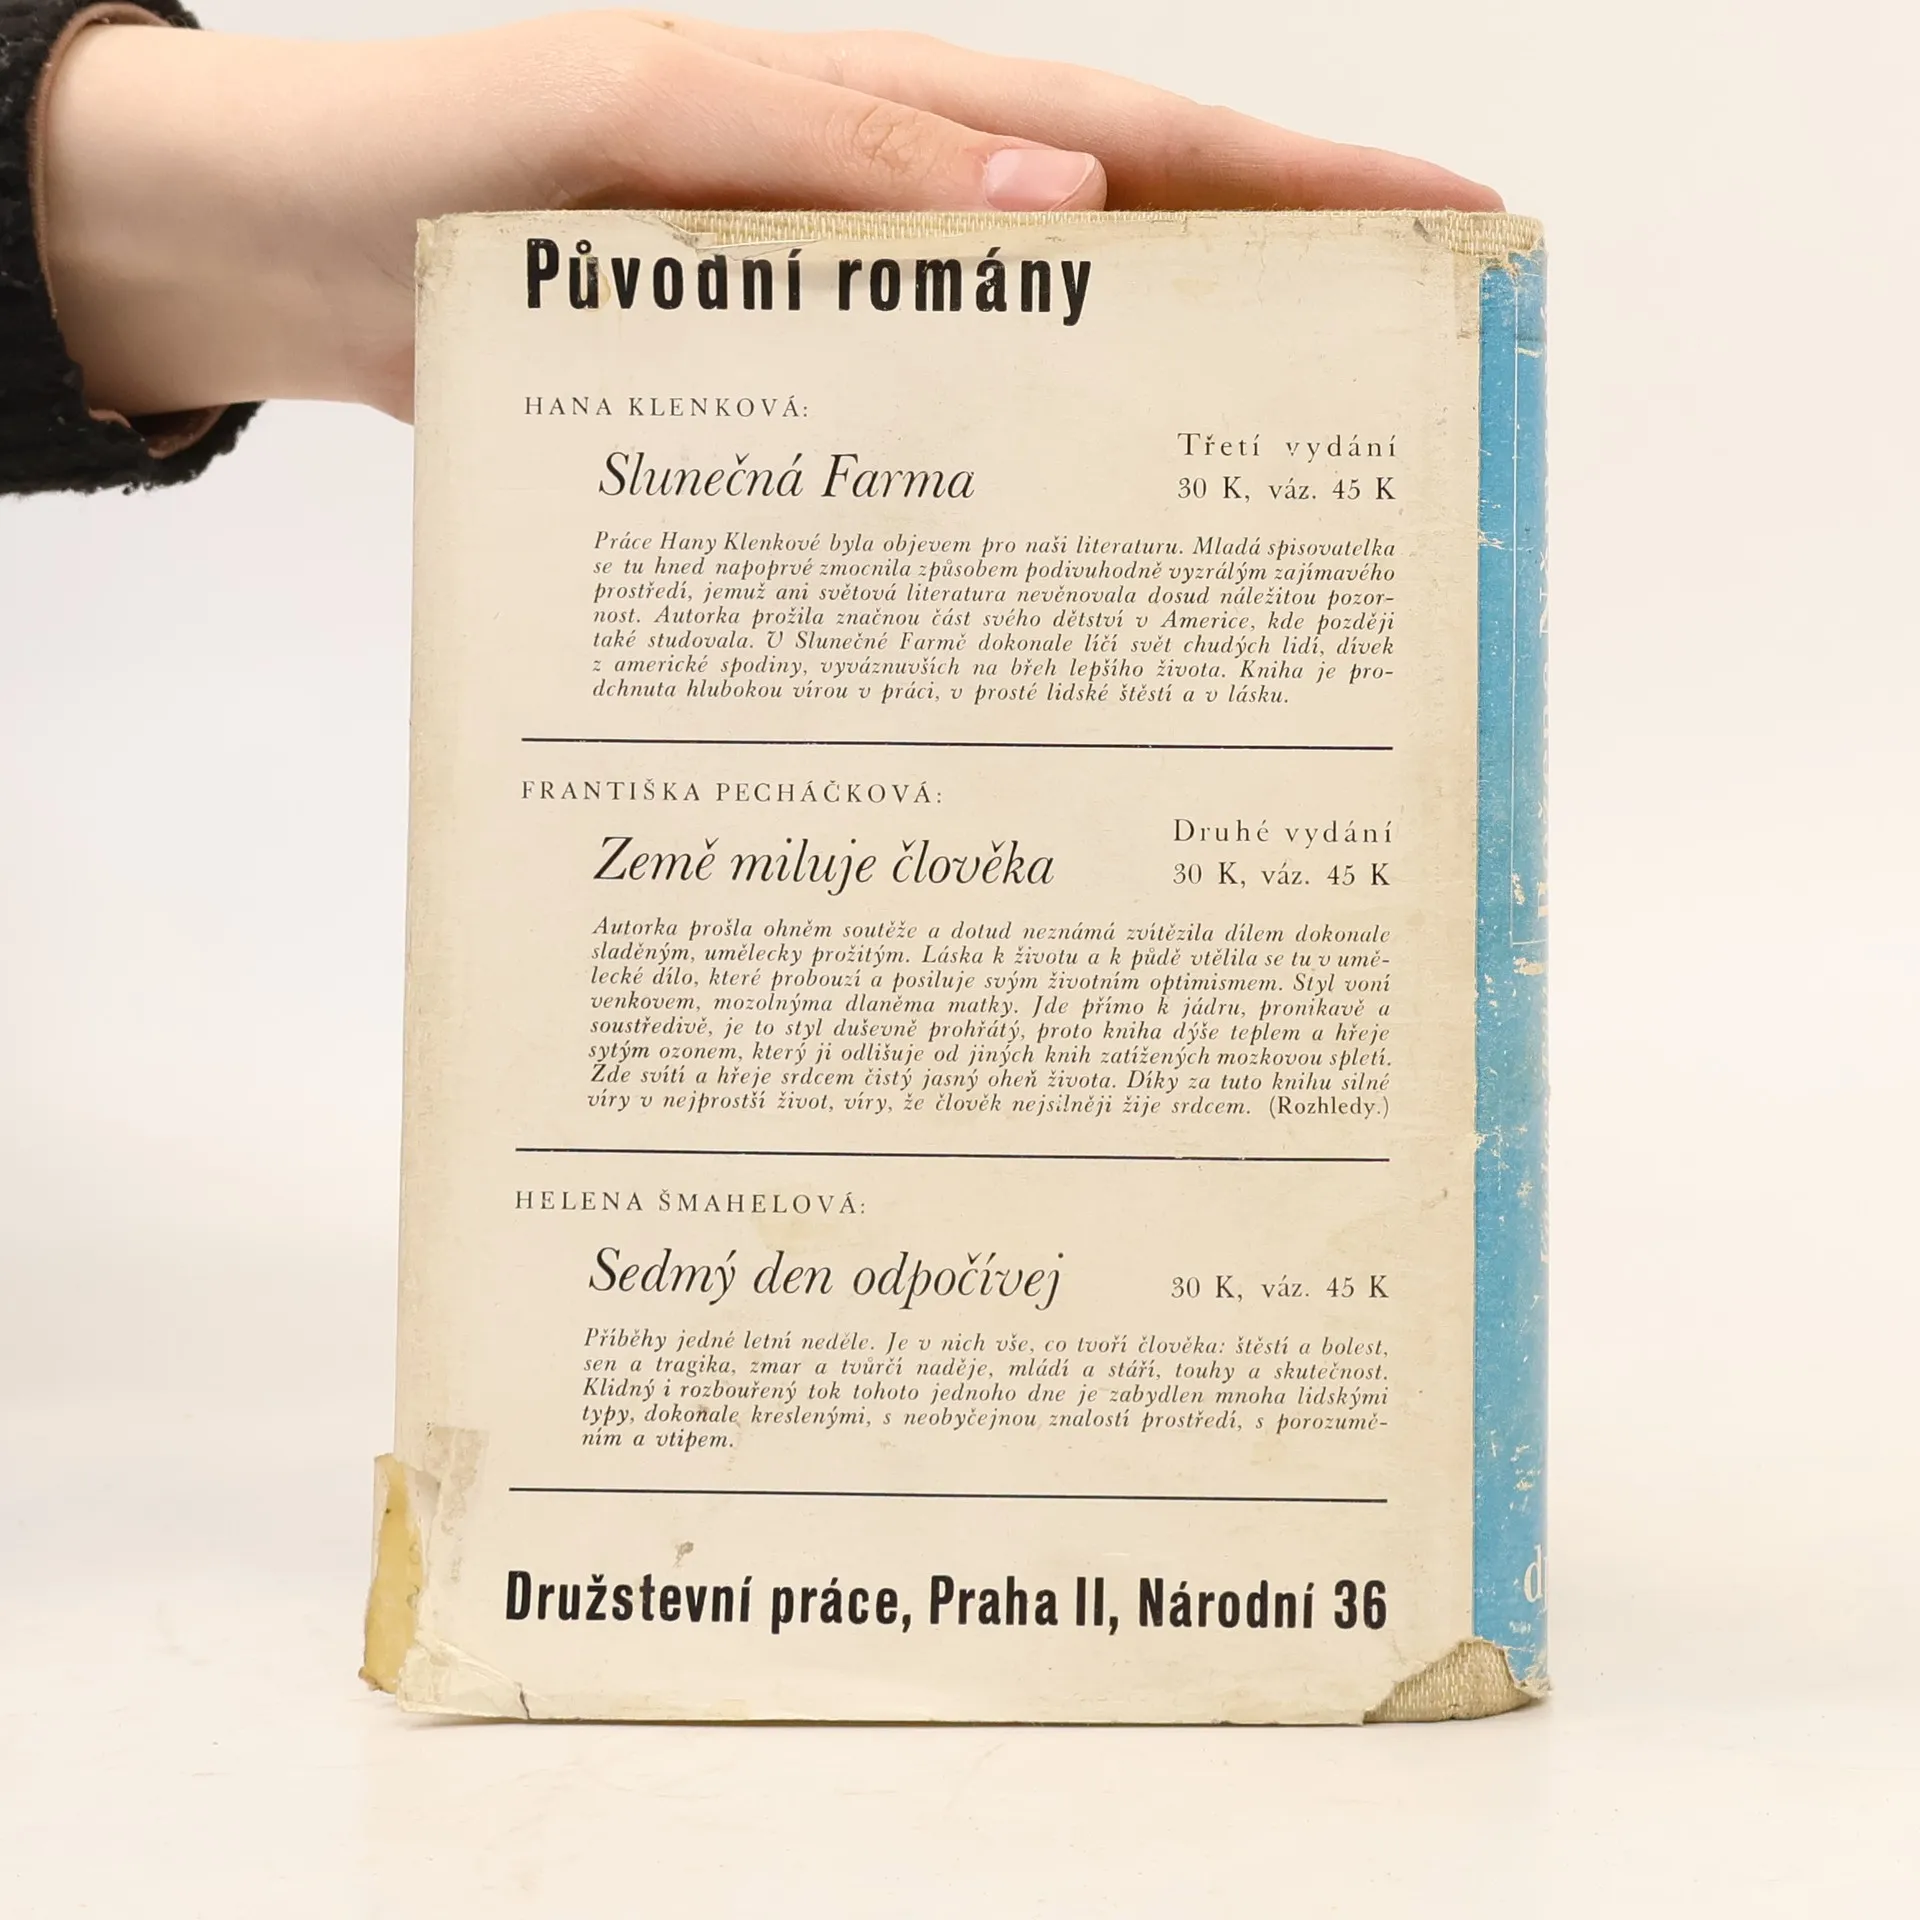 Původní romány
HANA KLENKOVÁ:
Slunečná Farma
Třetí vydání
30 K, váz. 45 K
Práce Hany Klenkové byla objevem pro naši literaturu. Mladá spisovatelka
se tu hned napoprvé zmocnila způsobem podivuhodně vyzrálým zajímavého
prostředí, jemuž ani světová literatura nevěnovala dosud náležitou pozor-
nost. Autorka prožila značnou část svého dětství v Americe, kde později
také studovala. V Slunečné Farmě dokonale líčí svět chudých lidí, dívek
z americké spodiny, vyváznuvších na břeh lepšího života. Kniha je pro-
dchnuta hlubokou vírou v práci, v prosté lidské štěstí a v lásku.
FRANTIŠKA PECHÁČKOVÁ:
Země miluje člověka
Druhé vydání
30 K, váz. 45 K
Autorka prošla ohněm soutěže a dotud neznámá zvítězila dílem dokonale
sladěným, umělecky prožitým. Láska k životu a k půdě vtělila se tu v umě-
lecké dílo, které probouzí a posiluje svým životním optimismem. Styl voní
venkovem, mozolnýma dlaněma matky. Jde přímo k jádru, pronikavě a
soustředivě, je to styl duševně prohřátý, proto kniha dýše teplem a hřeje
sytým ozonem, který ji odlišuje od jiných knih zatížených mozkovou spletí.
Zde svítí a hřeje srdcem čistý jasný oheň života. Díky za tuto knihu silné
víry v nejprostší život, víry, že člověk nejsilněji žije srdcem. (Rozhledy.)
HELENA ŠMAHELOVÁ:
Sedmý den odpočívej
30 K, váz. 45 K
Příběhy jedné letní neděle. Je v nich vše, co tvoří člověka: štěstí a bolest,
sen a tragika, zmar a tvůrčí naděje, mládí a stáří, touhy a skutečnost.
Klidný i rozbouřený tok tohoto jednoho dne je zabydlen mnoha lidskými
typy, dokonale kreslenými, s neobyčejnou znalostí prostředí, s porozumě-
ním a vtipem.
Družstevní práce, Praha II, Národní 36